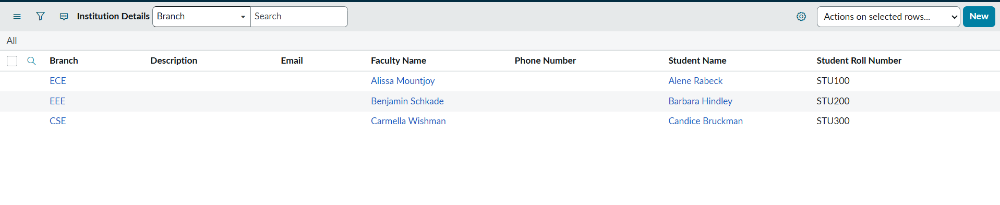 Institution Details Branch Search Actions on selected rows... New
All
Branch Description Email Faculty Name Phone Number Student Name Student Roll Number
ECE Alissa Mountjoy Alene Rabeck STU100
EEE Benjamin Schkade Barbara Hindley STU200
CSE Carmella Wishman Candice Bruckman STU300